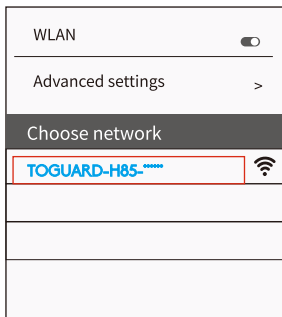 WLAN
Advanced settings >
Choose network
TOGUARD-H85-******